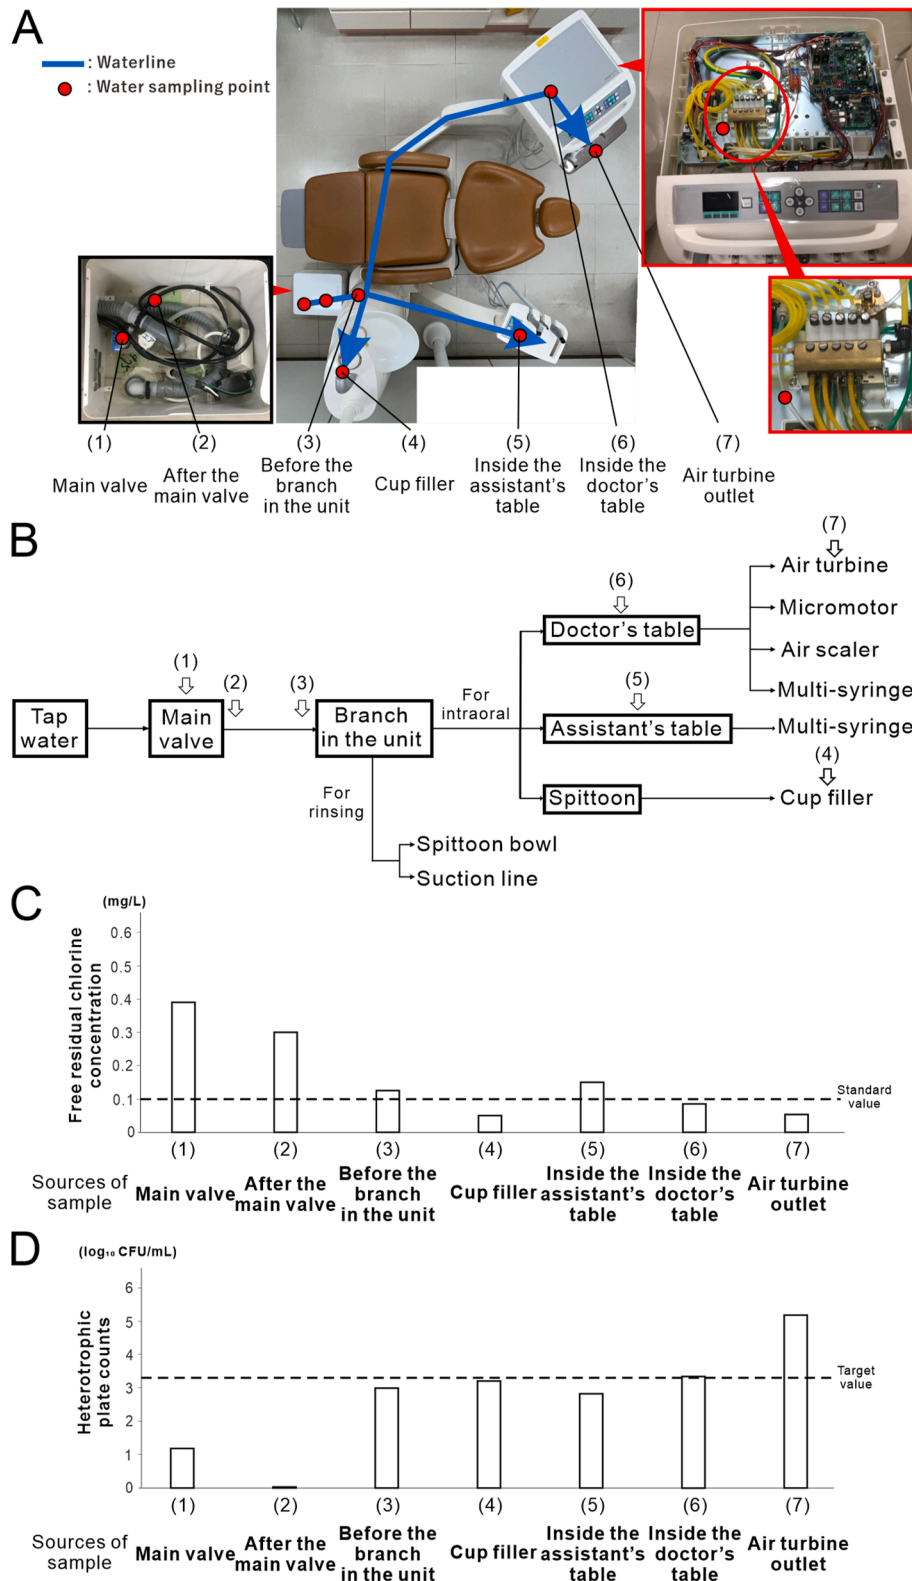 A
: Waterline
: Water sampling point
(1)
(2)
(3)
(4)
(5)
(6)
(7)
Main valve
After the
main valve
Before the
branch
in the unit
Cup filler
Inside the
assistant's
table
Inside the
doctor's
table
Air turbine
outlet
B
(7)
Air turbine
(6)
Doctor's table
Micromotor
Air scaler
Multi-syringe
(1)
(2)
(3)
(5)
Tap
water
Main
valve
Branch
in the unit
For
intraoral
Assistant's table
Multi-syringe
(4)
Spittoon
Cup filler
For
rinsing
Spittoon bowl
Suction line
C
(mg/L)
Free residual chlorine
concentration
0.6
0.5
0.4
0.3
0.2
0.1
0
Standard
value
(1)
(2)
(3)
(4)
(5)
(6)
(7)
Sources of
sample
Main valve
After the
main valve
Before the
branch
in the unit
Cup filler
Inside the
assistant's
table
Inside the
doctor's
table
Air turbine
outlet
D
(log₁₀ CFU/mL)
Heterotrophic
plate counts
6
5
4
3
2
1
0
Target
value
(1)
(2)
(3)
(4)
(5)
(6)
(7)
Sources of
sample
Main valve
After the
main valve
Before the
branch
in the unit
Cup filler
Inside the
assistant's
table
Inside the
doctor's
table
Air turbine
outlet